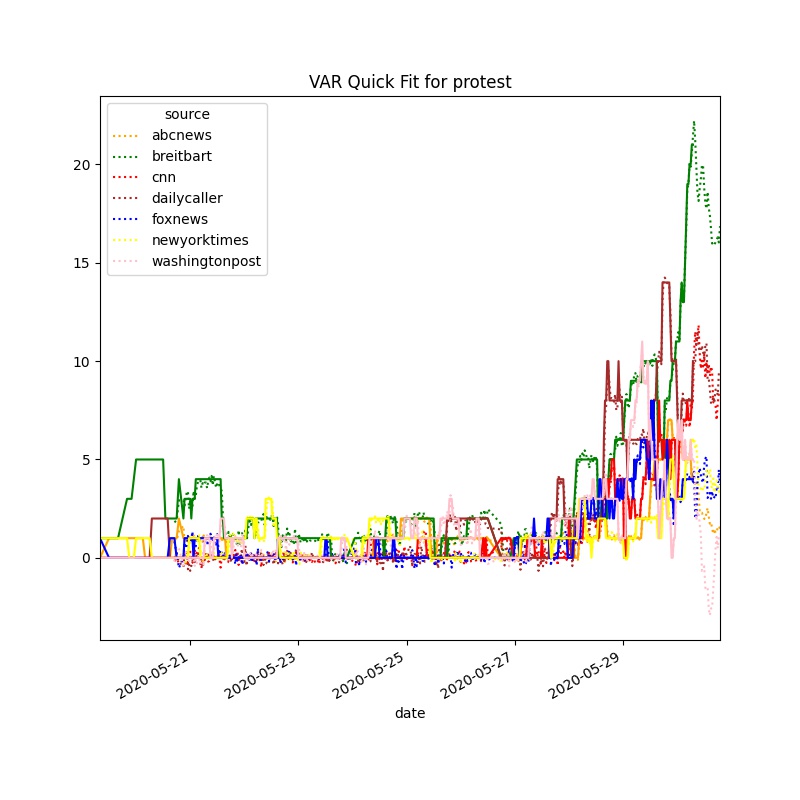 VAR Quick Fit for protest
source
abcnews
breitbart
cnn
dailycaller
foxnews
newyorktimes
washingtonpost
20
15
10
5
0
2020-05-21
2020-05-23
2020-05-25
2020-05-27
2020-05-29
date